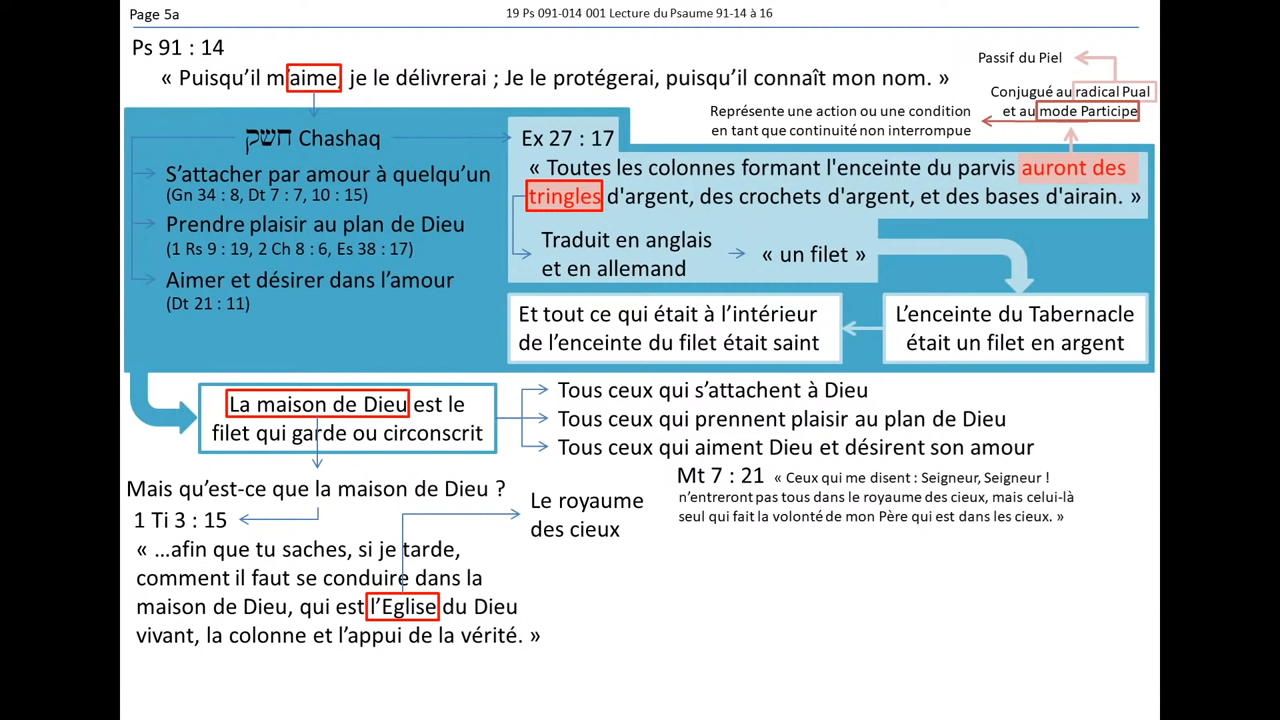 Page 5a
19 Ps 091-014 001 Lecture du Psaume 91-14 à 16
Ps 91 : 14
« Puisqu’il m’aime, je le délivrerai ; Je le protégerai, puisqu’il connaît mon nom. »
Passif du Piel
Conjugué au radical Pual
et au mode Participe
Représente une action ou une condition
en tant que continuité non interrompue
חשק Chashaq
S’attacher par amour à quelqu’un
(Gn 34 : 8, Dt 7 : 7, 10 : 15)
Prendre plaisir au plan de Dieu
(1 Rs 9 : 19, 2 Ch 8 : 6, Es 38 : 17)
Aimer et désirer dans l’amour
(Dt 21 : 11)
Ex 27 : 17
« Toutes les colonnes formant l'enceinte du parvis auront des
tringles d'argent, des crochets d'argent, et des bases d'airain. »
Traduit en anglais
et en allemand
« un filet »
L’enceinte du Tabernacle
était un filet en argent
Et tout ce qui était à l’intérieur
de l’enceinte du filet était saint
La maison de Dieu est le
filet qui garde ou circonscrit
Tous ceux qui s’attachent à Dieu
Tous ceux qui prennent plaisir au plan de Dieu
Tous ceux qui aiment Dieu et désirent son amour
Mais qu’est-ce que la maison de Dieu ?
1 Ti 3 : 15
« …afin que tu saches, si je tarde,
comment il faut se conduire dans la
maison de Dieu, qui est l’Eglise du Dieu
vivant, la colonne et l’appui de la vérité. »
Le royaume
des cieux
Mt 7 : 21 « Ceux qui me disent : Seigneur, Seigneur !
n’entreront pas tous dans le royaume des cieux, mais celui-là
seul qui fait la volonté de mon Père qui est dans les cieux. »